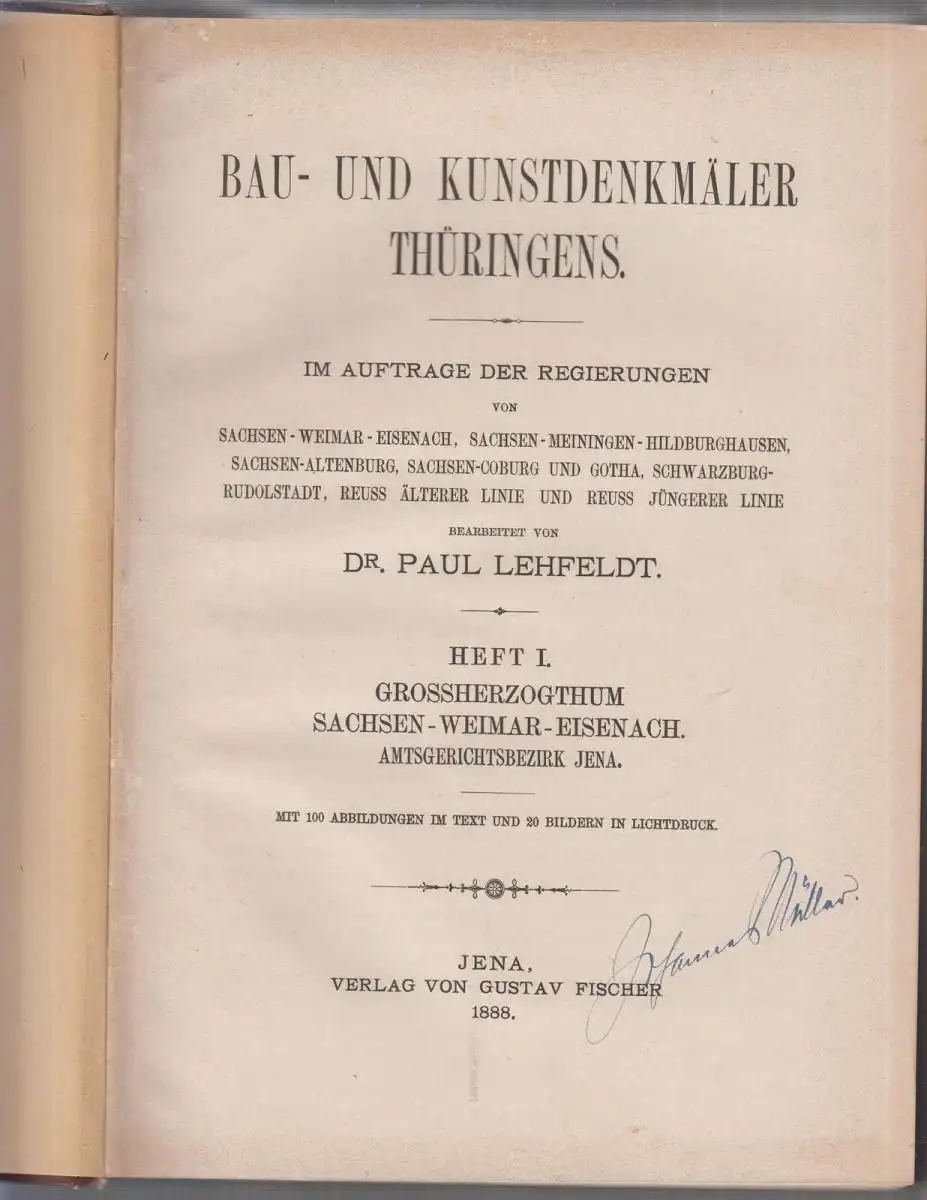 BAU- UND KUNSTDENKMÄLER
THÜRINGENS.
IM AUFTRAGE DER REGIERUNGEN
VON
SACHSEN-WEIMAR-EISENACH, SACHSEN-MEININGEN-HILDBURGHAUSEN,
SACHSEN-ALTENBURG, SACHSEN-COBURG UND GOTHA, SCHWARZBURG-
RUDOLSTADT, REUSS ÄLTERER LINIE UND REUSS JÜNGERER LINIE
BEARBEITET VON
DR. PAUL LEHFELDT.
HEFT I.
GROSSHERZOGTHUM
SACHSEN-WEIMAR-EISENACH.
AMTSGERICHTSBEZIRK JENA.
MIT 100 ABBILDUNGEN IM TEXT UND 20 BILDERN IN LICHTDRUCK.
Johannes Müller.
JENA,
VERLAG VON GUSTAV FISCHER
1888.